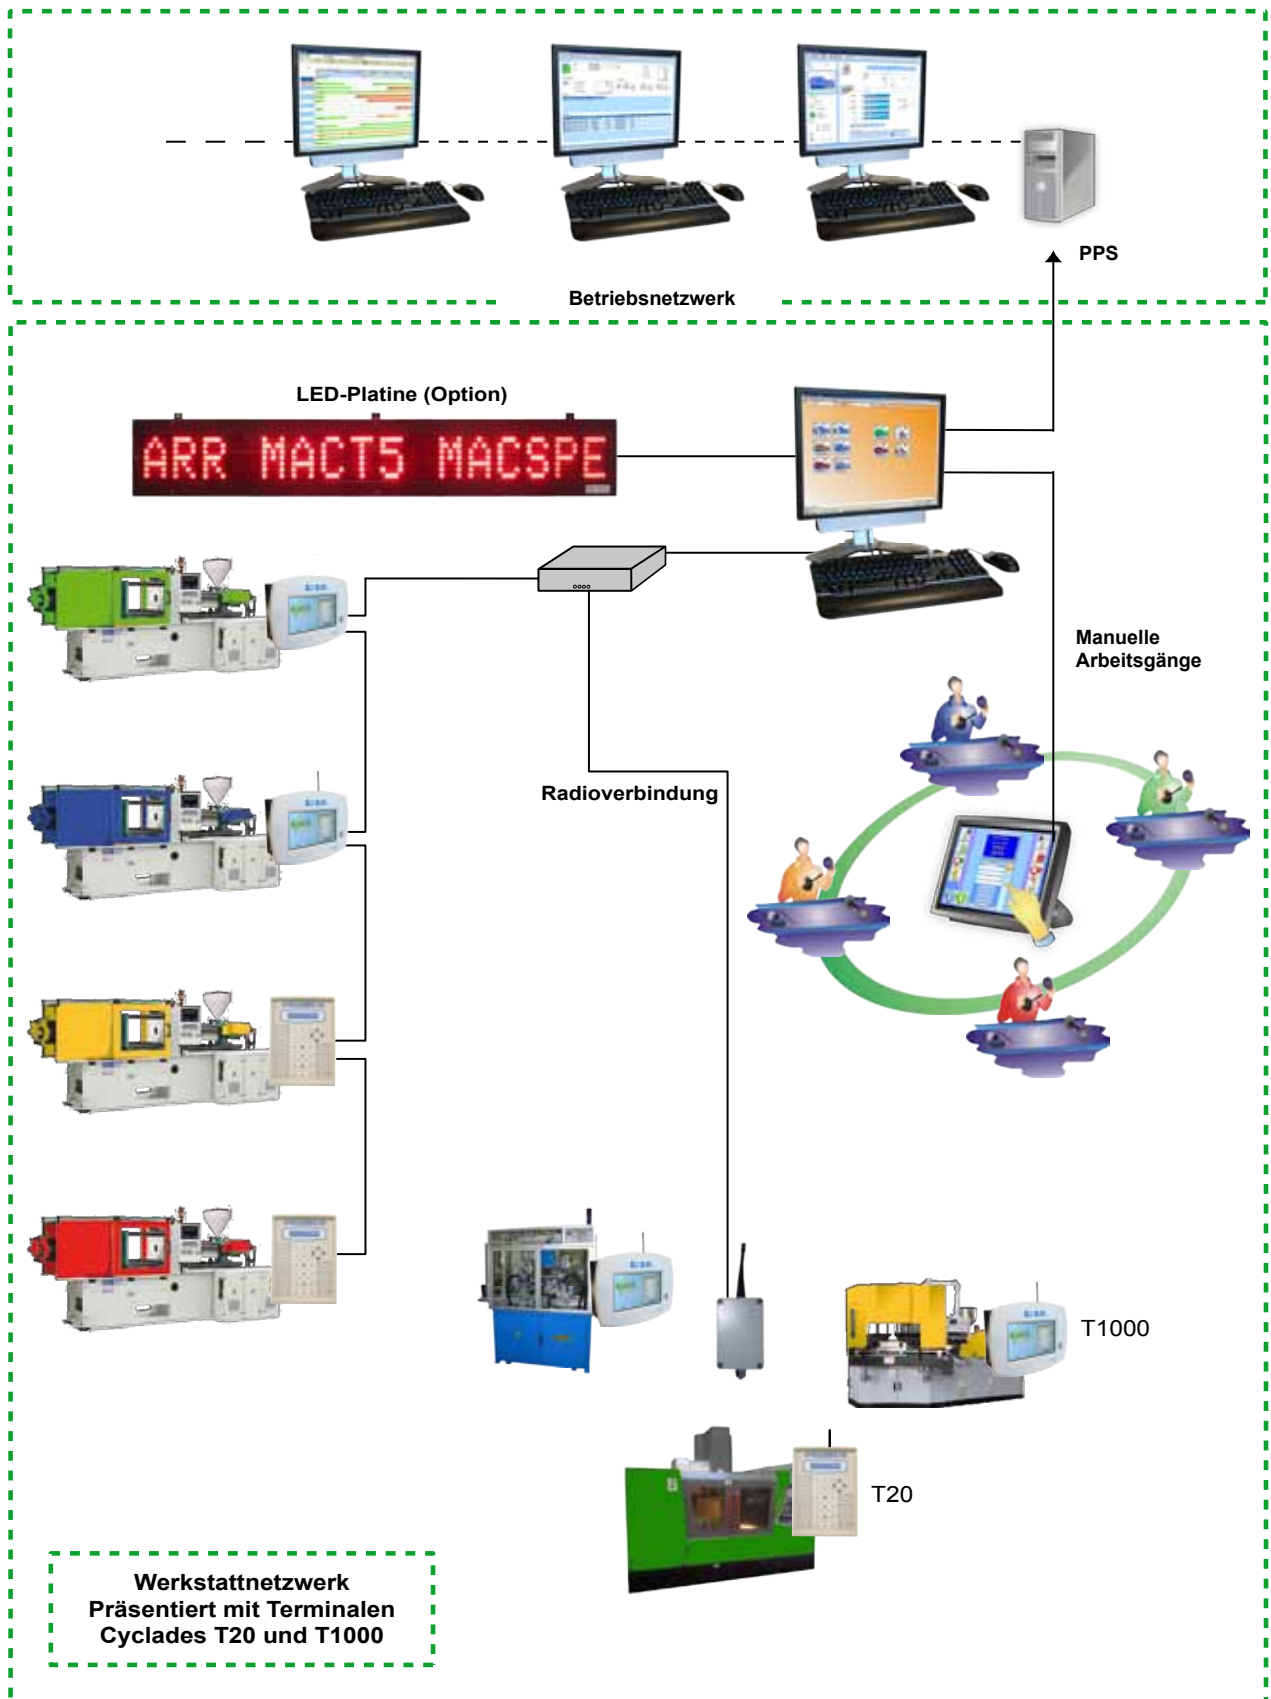 PPS
Betriebsnetzwerk
LED-Platine (Option)
ARR MACT5 MACSPE
Manuelle
Arbeitsgänge
Radioverbindung
T1000
T20
Werkstattnetzwerk
Präsentiert mit Terminalen
Cyclades T20 und T1000